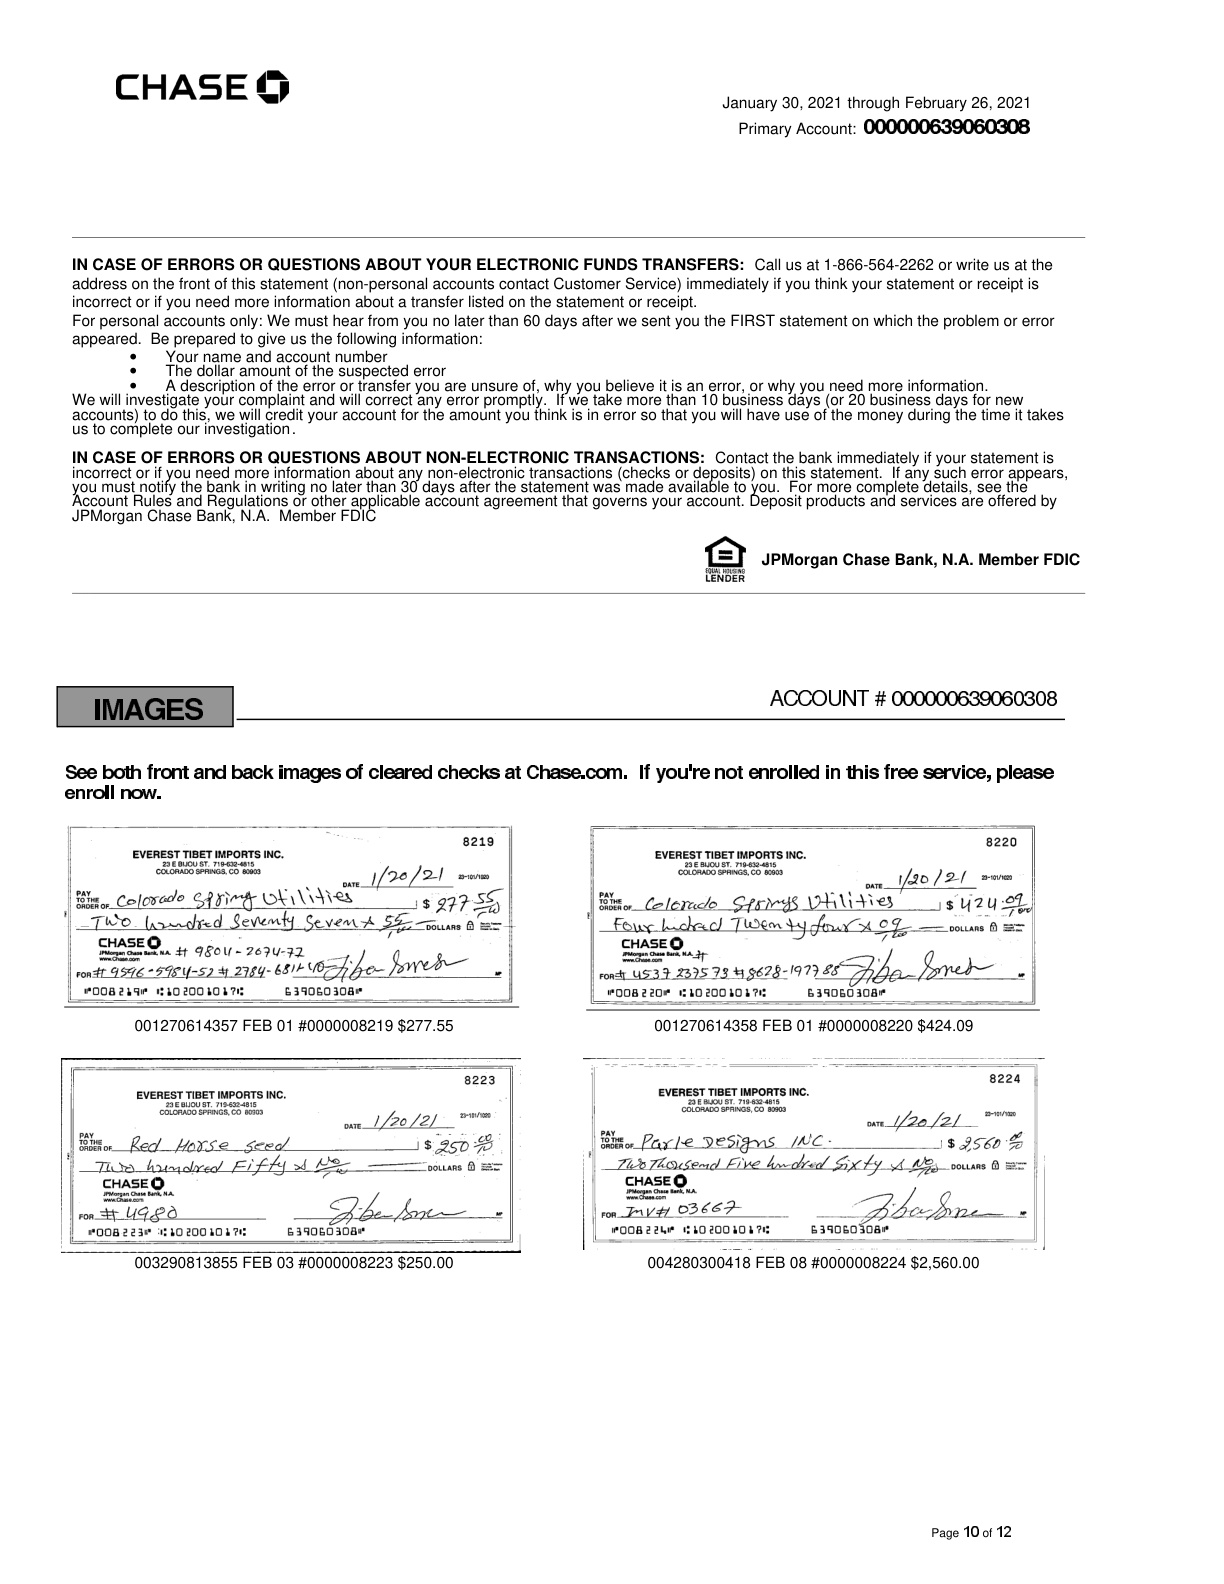 CHASE
January 30, 2021 through February 26, 2021
Primary Account: 000000639060308
IN CASE OF ERRORS OR QUESTIONS ABOUT YOUR ELECTRONIC FUNDS TRANSFERS: Call us at 1-866-564-2262 or write us at the
address on the front of this statement (non-personal accounts contact Customer Service) immediately if you think your statement or receipt is
incorrect or if you need more information about a transfer listed on the statement or receipt.
For personal accounts only: We must hear from you no later than 60 days after we sent you the FIRST statement on which the problem or error
appeared. Be prepared to give us the following information:
• Your name and account number
• The dollar amount of the suspected error
• A description of the error or transfer you are unsure of, why you believe it is an error, or why you need more information.
We will investigate your complaint and will correct any error promptly. If we take more than 10 business days (or 20 business days for new
accounts) to do this, we will credit your account for the amount you think is in error so that you will have use of the money during the time it takes
us to complete our investigation.
IN CASE OF ERRORS OR QUESTIONS ABOUT NON-ELECTRONIC TRANSACTIONS: Contact the bank immediately if your statement is
incorrect or if you need more information about any non-electronic transactions (checks or deposits) on this statement. If any such error appears,
you must notify the bank in writing no later than 30 days after the statement was made available to you. For more complete details, see the
Account Rules and Regulations or other applicable account agreement that governs your account. Deposit products and services are offered by
JPMorgan Chase Bank, N.A. Member FDIC
EQUAL HOUSING
LENDER
JPMorgan Chase Bank, N.A. Member FDIC
IMAGES
ACCOUNT # 000000639060308
See both front and back images of cleared checks at Chase.com. If you're not enrolled in this free service, please
enroll now.
8219
EVEREST TIBET IMPORTS INC.
23 E BIJOU ST. 719-632-4815
COLORADO SPRINGS, CO 80903
DATE 1/20/21 23-101/1020
PAY
TO THE
ORDER OF Colorado Spring Utilities $ 277 55/100
Two hundred Seventy Seven x 55/100 DOLLARS
CHASE
JPMorgan Chase Bank, N.A. # 9804-2674-72
www.Chase.com
FOR # 9596-5984-52 # 2784-6814-40
⑈008219⑈ ⑆102001017⑆ 639060308⑈
001270614357 FEB 01 #0000008219 $277.55
8220
EVEREST TIBET IMPORTS INC.
23 E BIJOU ST. 719-632-4815
COLORADO SPRINGS, CO 80903
DATE 1/20/21 23-101/1020
PAY
TO THE
ORDER OF Colorado Springs Utilities $ 424.09/100
Four hdred Twenty four x 09/100 DOLLARS
CHASE
JPMorgan Chase Bank, N.A. #
www.Chase.com
FOR # 4537 2375 73 # 8628-1977 88
⑈008220⑈ ⑆102001017⑆ 639060308⑈
001270614358 FEB 01 #0000008220 $424.09
8223
EVEREST TIBET IMPORTS INC.
23 E BIJOU ST. 719-632-4815
COLORADO SPRINGS, CO 80903
DATE 1/20/21 23-101/1020
PAY
TO THE
ORDER OF Red Horse seed $ 250 00/00
Two hundred Fifty x No/100 DOLLARS
CHASE
JPMorgan Chase Bank, N.A.
www.Chase.com
FOR # 4980
⑈008223⑈ ⑆102001017⑆ 639060308⑈
003290813855 FEB 03 #0000008223 $250.00
8224
EVEREST TIBET IMPORTS INC.
23 E BIJOU ST. 719-632-4815
COLORADO SPRINGS, CO 80903
DATE 1/20/21 23-101/1020
PAY
TO THE
ORDER OF Parle Designs INC. $ 2560 00/00
Two Thousend Five hundred Sixty x No/100 DOLLARS
CHASE
JPMorgan Chase Bank, N.A.
www.Chase.com
FOR Inv# 03667
⑈008224⑈ ⑆102001017⑆ 639060308⑈
004280300418 FEB 08 #0000008224 $2,560.00
Page 10 of 12